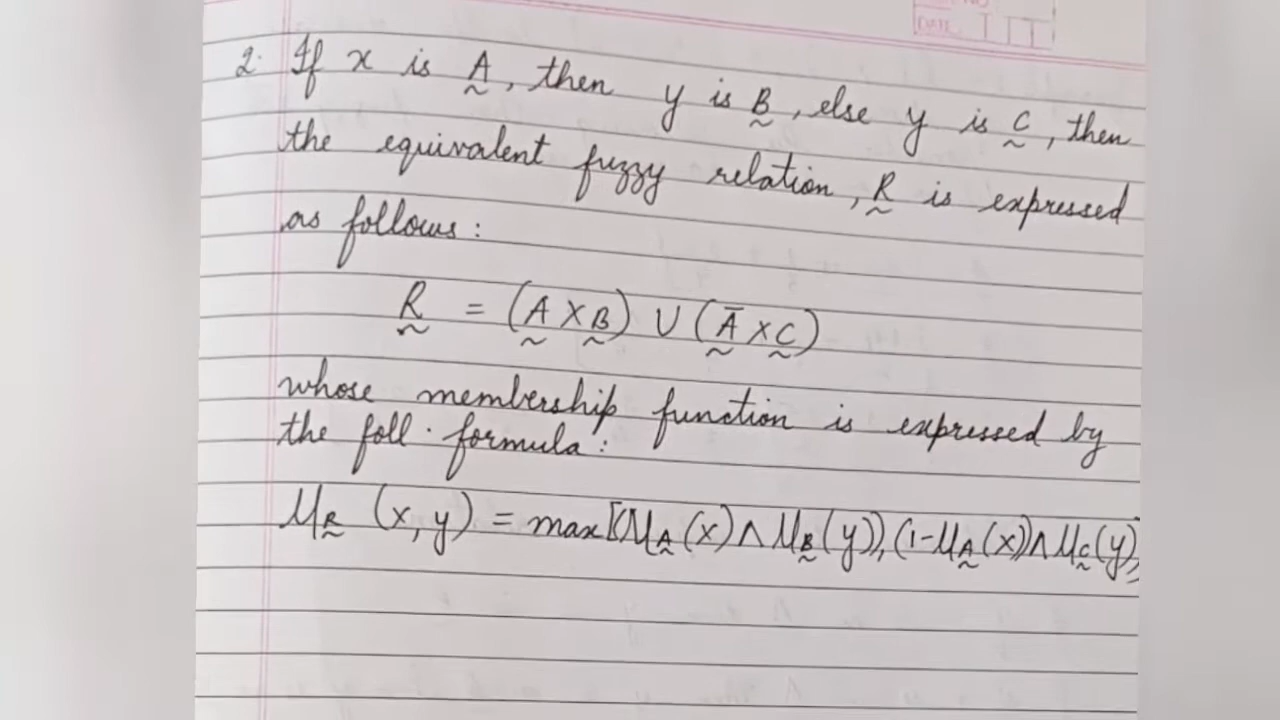 DATE
2. If x is A̰, then y is B̰, else y is C̰, then
the equivalent fuzzy relation, R̰ is expressed
as follows:
R̰ = (A̰ × B̰) ∪ (Ā̰ × C̰)
whose membership function is expressed by
the foll. formula:
μR̰ (x, y) = max[(μA̰(x) ∧ μB̰(y)), (1-μA̰(x)) ∧ μC̰(y)